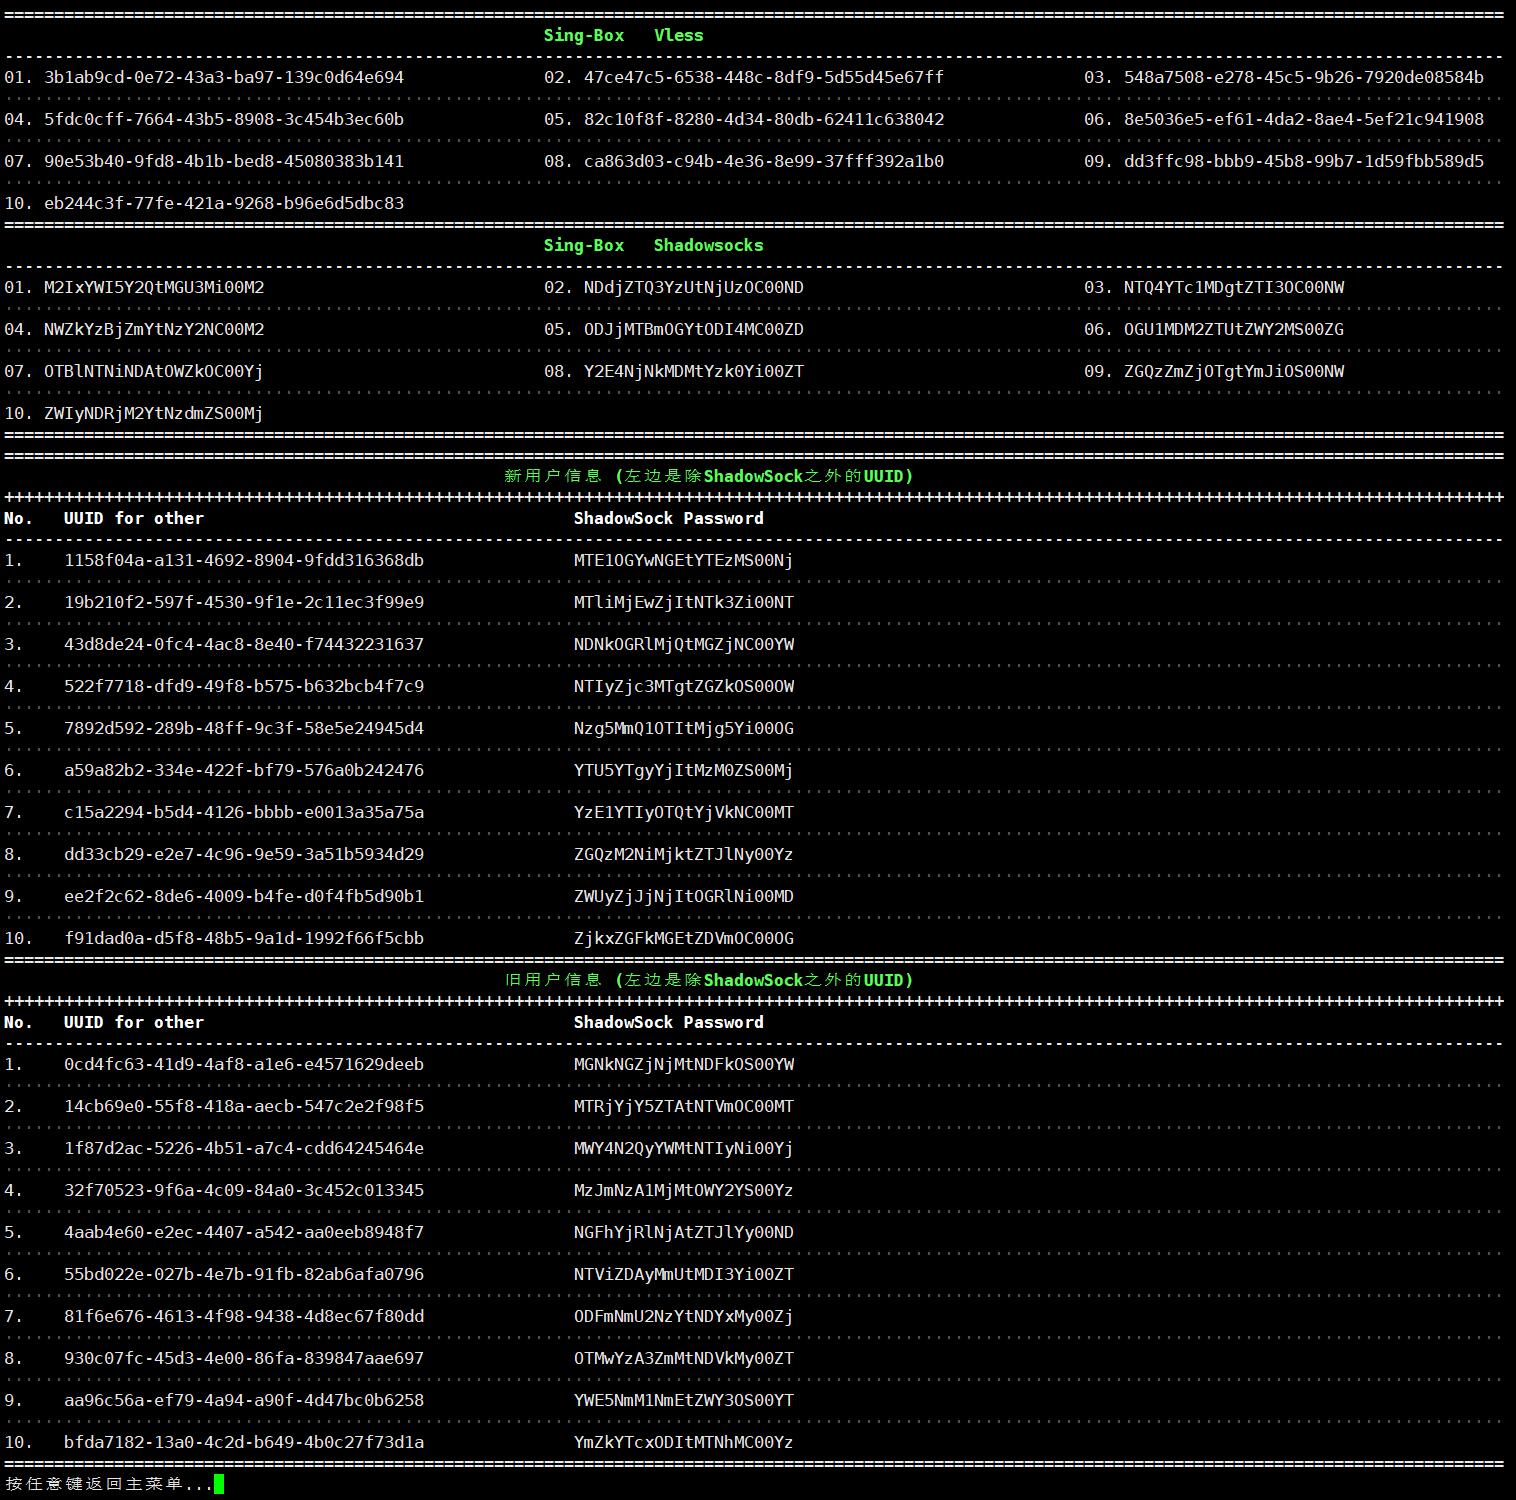 Sing-Box Vless
01. 3b1ab9cd-0e72-43a3-ba97-139c0d64e694 02. 47ce47c5-6538-448c-8df9-5d55d45e67ff 03. 548a7508-e278-45c5-9b26-7920de08584b
04. 5fdc0cff-7664-43b5-8908-3c454b3ec60b 05. 82c10f8f-8280-4d34-80db-62411c638042 06. 8e5036e5-ef61-4da2-8ae4-5ef21c941908
07. 90e53b40-9fd8-4b1b-bed8-45080383b141 08. ca863d03-c94b-4e36-8e99-37fff392a1b0 09. dd3ffc98-bbb9-45b8-99b7-1d59fbb589d5
10. eb244c3f-77fe-421a-9268-b96e6d5dbc83
Sing-Box Shadowsocks
01. M2IxYWI5Y2QtMGU3Mi00M2 02. NDdjZTQ3YzUtNjUzOC00ND 03. NTQ4YTc1MDgtZTI3OC00NW
04. NWZkYzBjZmYtNzY2NC00M2 05. ODJjMTBmOGYtODI4MC00ZD 06. OGU1MDM2ZTUtZWY2MS00ZG
07. OTBlNTNiNDAtOWZkOC00Yj 08. Y2E4NjNkMDMtYzk0Yi00ZT 09. ZGQzZmZjOTgtYmJiOS00NW
10. ZWIyNDRjM2YtNzdmZS00Mj
新用户信息 (左边是除ShadowSock之外的UUID)
No. UUID for other ShadowSock Password
1. 1158f04a-a131-4692-8904-9fdd316368db MTE1OGYwNGEtYTEzMS00Nj
2. 19b210f2-597f-4530-9f1e-2c11ec3f99e9 MTliMjEwZjItNTk3Zi00NT
3. 43d8de24-0fc4-4ac8-8e40-f74432231637 NDNkOGRlMjQtMGZjNC00YW
4. 522f7718-dfd9-49f8-b575-b632bcb4f7c9 NTIyZjc3MTgtZGZkOS00OW
5. 7892d592-289b-48ff-9c3f-58e5e24945d4 Nzg5MmQ1OTItMjg5Yi00OG
6. a59a82b2-334e-422f-bf79-576a0b242476 YTU5YTgyYjItMzM0ZS00Mj
7. c15a2294-b5d4-4126-bbbb-e0013a35a75a YzE1YTIyOTQtYjVkNC00MT
8. dd33cb29-e2e7-4c96-9e59-3a51b5934d29 ZGQzM2NiMjktZTJlNy00Yz
9. ee2f2c62-8de6-4009-b4fe-d0f4fb5d90b1 ZWUyZjJjNjItOGRlNi00MD
10. f91dad0a-d5f8-48b5-9a1d-1992f66f5cbb ZjkxZGFkMGEtZDVmOC00OG
旧用户信息 (左边是除ShadowSock之外的UUID)
No. UUID for other ShadowSock Password
1. 0cd4fc63-41d9-4af8-a1e6-e4571629deeb MGNkNGZjNjMtNDFkOS00YW
2. 14cb69e0-55f8-418a-aecb-547c2e2f98f5 MTRjYjY5ZTAtNTVmOC00MT
3. 1f87d2ac-5226-4b51-a7c4-cdd64245464e MWY4N2QyYWMtNTIyNi00Yj
4. 32f70523-9f6a-4c09-84a0-3c452c013345 MzJmNzA1MjMtOWY2YS00Yz
5. 4aab4e60-e2ec-4407-a542-aa0eeb8948f7 NGFhYjRlNjAtZTJlYy00ND
6. 55bd022e-027b-4e7b-91fb-82ab6afa0796 NTViZDAyMmUtMDI3Yi00ZT
7. 81f6e676-4613-4f98-9438-4d8ec67f80dd ODFmNmU2NzYtNDYxMy00Zj
8. 930c07fc-45d3-4e00-86fa-839847aae697 OTMwYzA3ZmMtNDVkMy00ZT
9. aa96c56a-ef79-4a94-a90f-4d47bc0b6258 YWE5NmM1NmEtZWY3OS00YT
10. bfda7182-13a0-4c2d-b649-4b0c27f73d1a YmZkYTcxODItMTNhMC00Yz
按任意键返回主菜单...